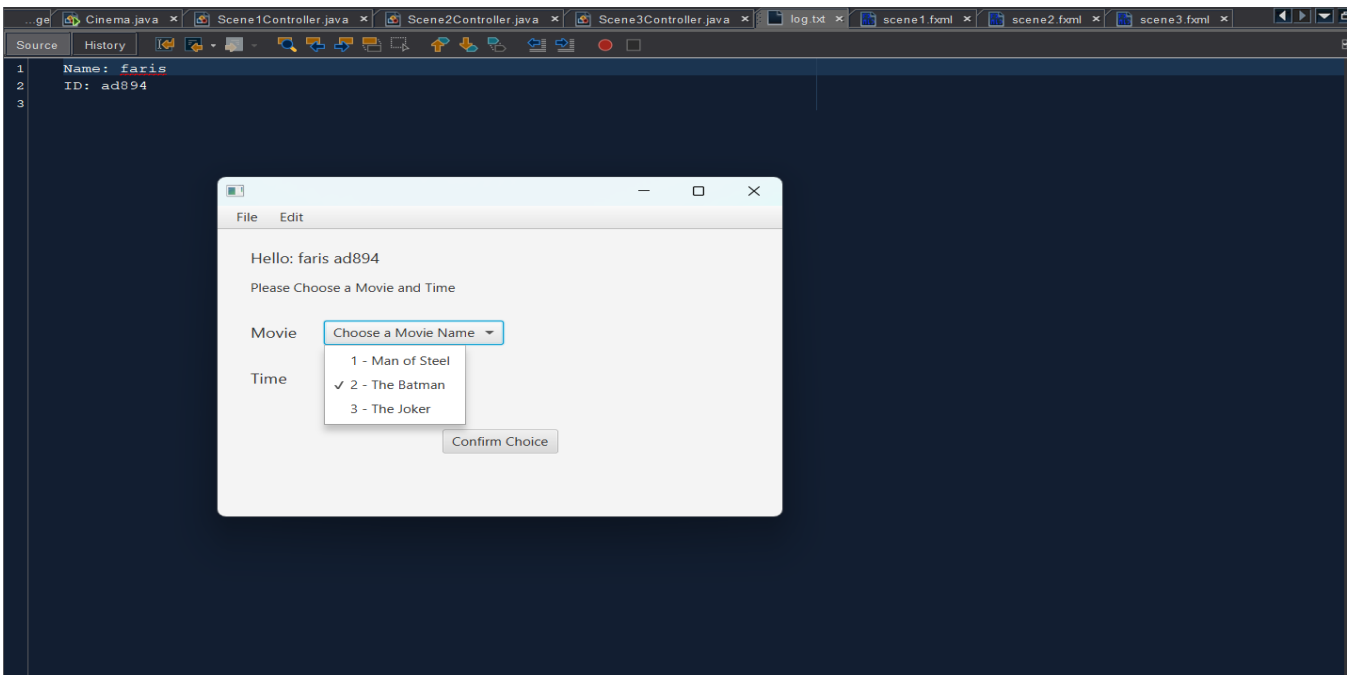 ...ge Cinema.java Scene1Controller.java Scene2Controller.java Scene3Controller.java log.txt scene1.fxml scene2.fxml scene3.fxml
Source History
1 Name: faris
2 ID: ad894
3
File Edit
Hello: faris ad894
Please Choose a Movie and Time
Movie Choose a Movie Name
1 - Man of Steel
Time ✓ 2 - The Batman
3 - The Joker
Confirm Choice